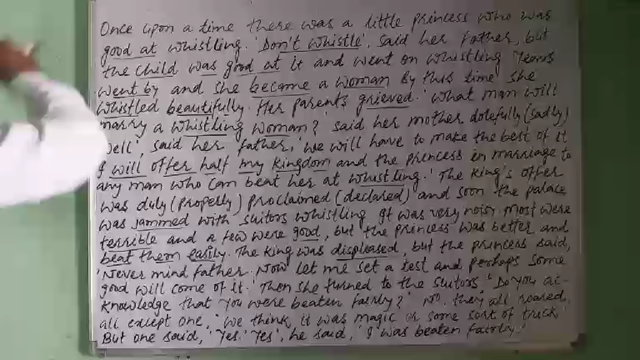 Once upon a time there was a little princess who was
good at whistling. 'Don't whistle', said her father, but
the child was good at it and went on whistling. Years
went by and she became a woman. By this time she
whistled beautifully. Her parents grieved. 'What man will
marry a whistling woman? said her mother dolefully (sadly)
'Well', said her father, 'we will have to make the best of it
I will offer half my kingdom and the princess in marriage to
any man who can beat her at whistling.' The king's offer
was duly (properly) proclaimed (declared) and soon the palace
was jammed with suitors whistling. It was very noisy. Most were
terrible and a few were good, but the princess was better and
beat them easily. The king was displeased, but the princess said,
'Never mind father. Now let me set a test and perhaps some
good will come of it.' Then she turned to the suitors, 'Do you ac-
knowledge that you were beaten fairly?' 'No.' they all roared,
all except one, 'we think it was magic or some sort of trick.'
But one said, 'Yes.' 'Yes', he said, 'I was beaten fairly.'